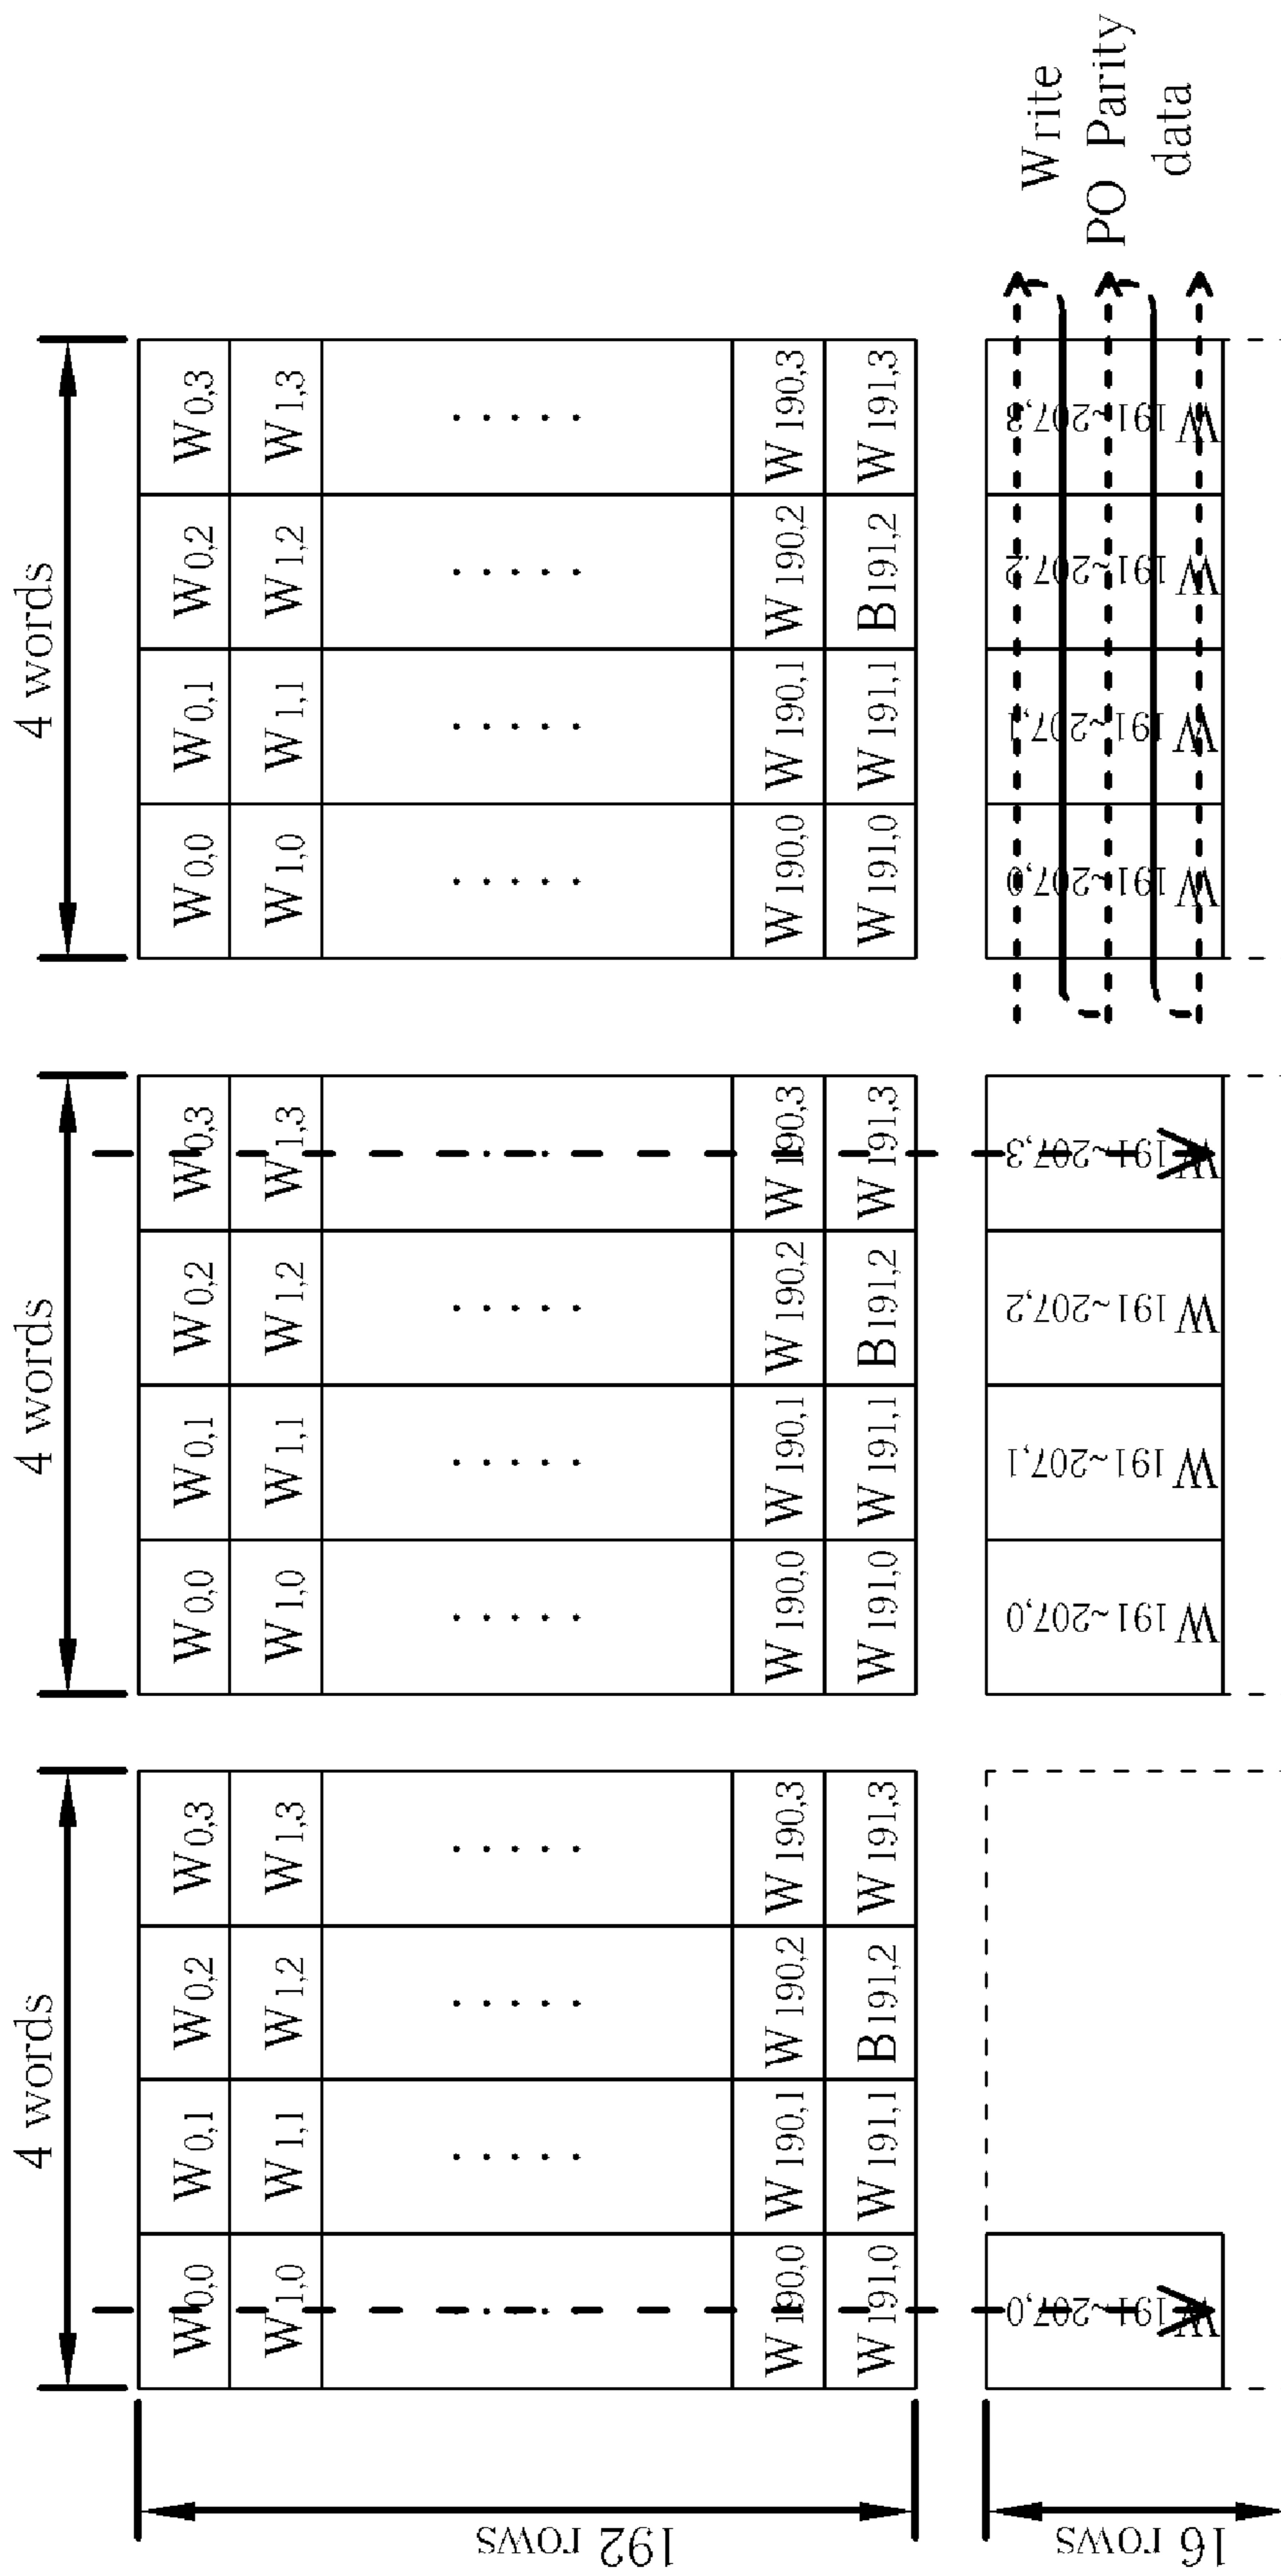 4 words 4 words 4 words
W0,0 W0,1 W0,2 W0,3 W0,0 W0,1 W0,2 W0,3 W0,0 W0,1 W0,2 W0,3
W1,0 W1,1 W1,2 W1,3 W1,0 W1,1 W1,2 W1,3 W1,0 W1,1 W1,2 W1,3
192 rows
.....  .....  .....  .....  .....  .....  .....  .....  .....  .....
W190,0 W190,1 W190,2 W190,3 W190,0 W190,1 W190,2 W190,3 W190,0 W190,1 W190,2 W190,3
W191,0 W191,1 B191,2 W191,3 W191,0 W191,1 B191,2 W191,3 W191,0 W191,1 B191,2 W191,3
16 rows
W191~207,0 W191~207,0 W191~207,1 W191~207,2 W191~207,3 W191~207,0 W191~207,1 W191~207,2 W191~207,3
Write
PO Parity
data